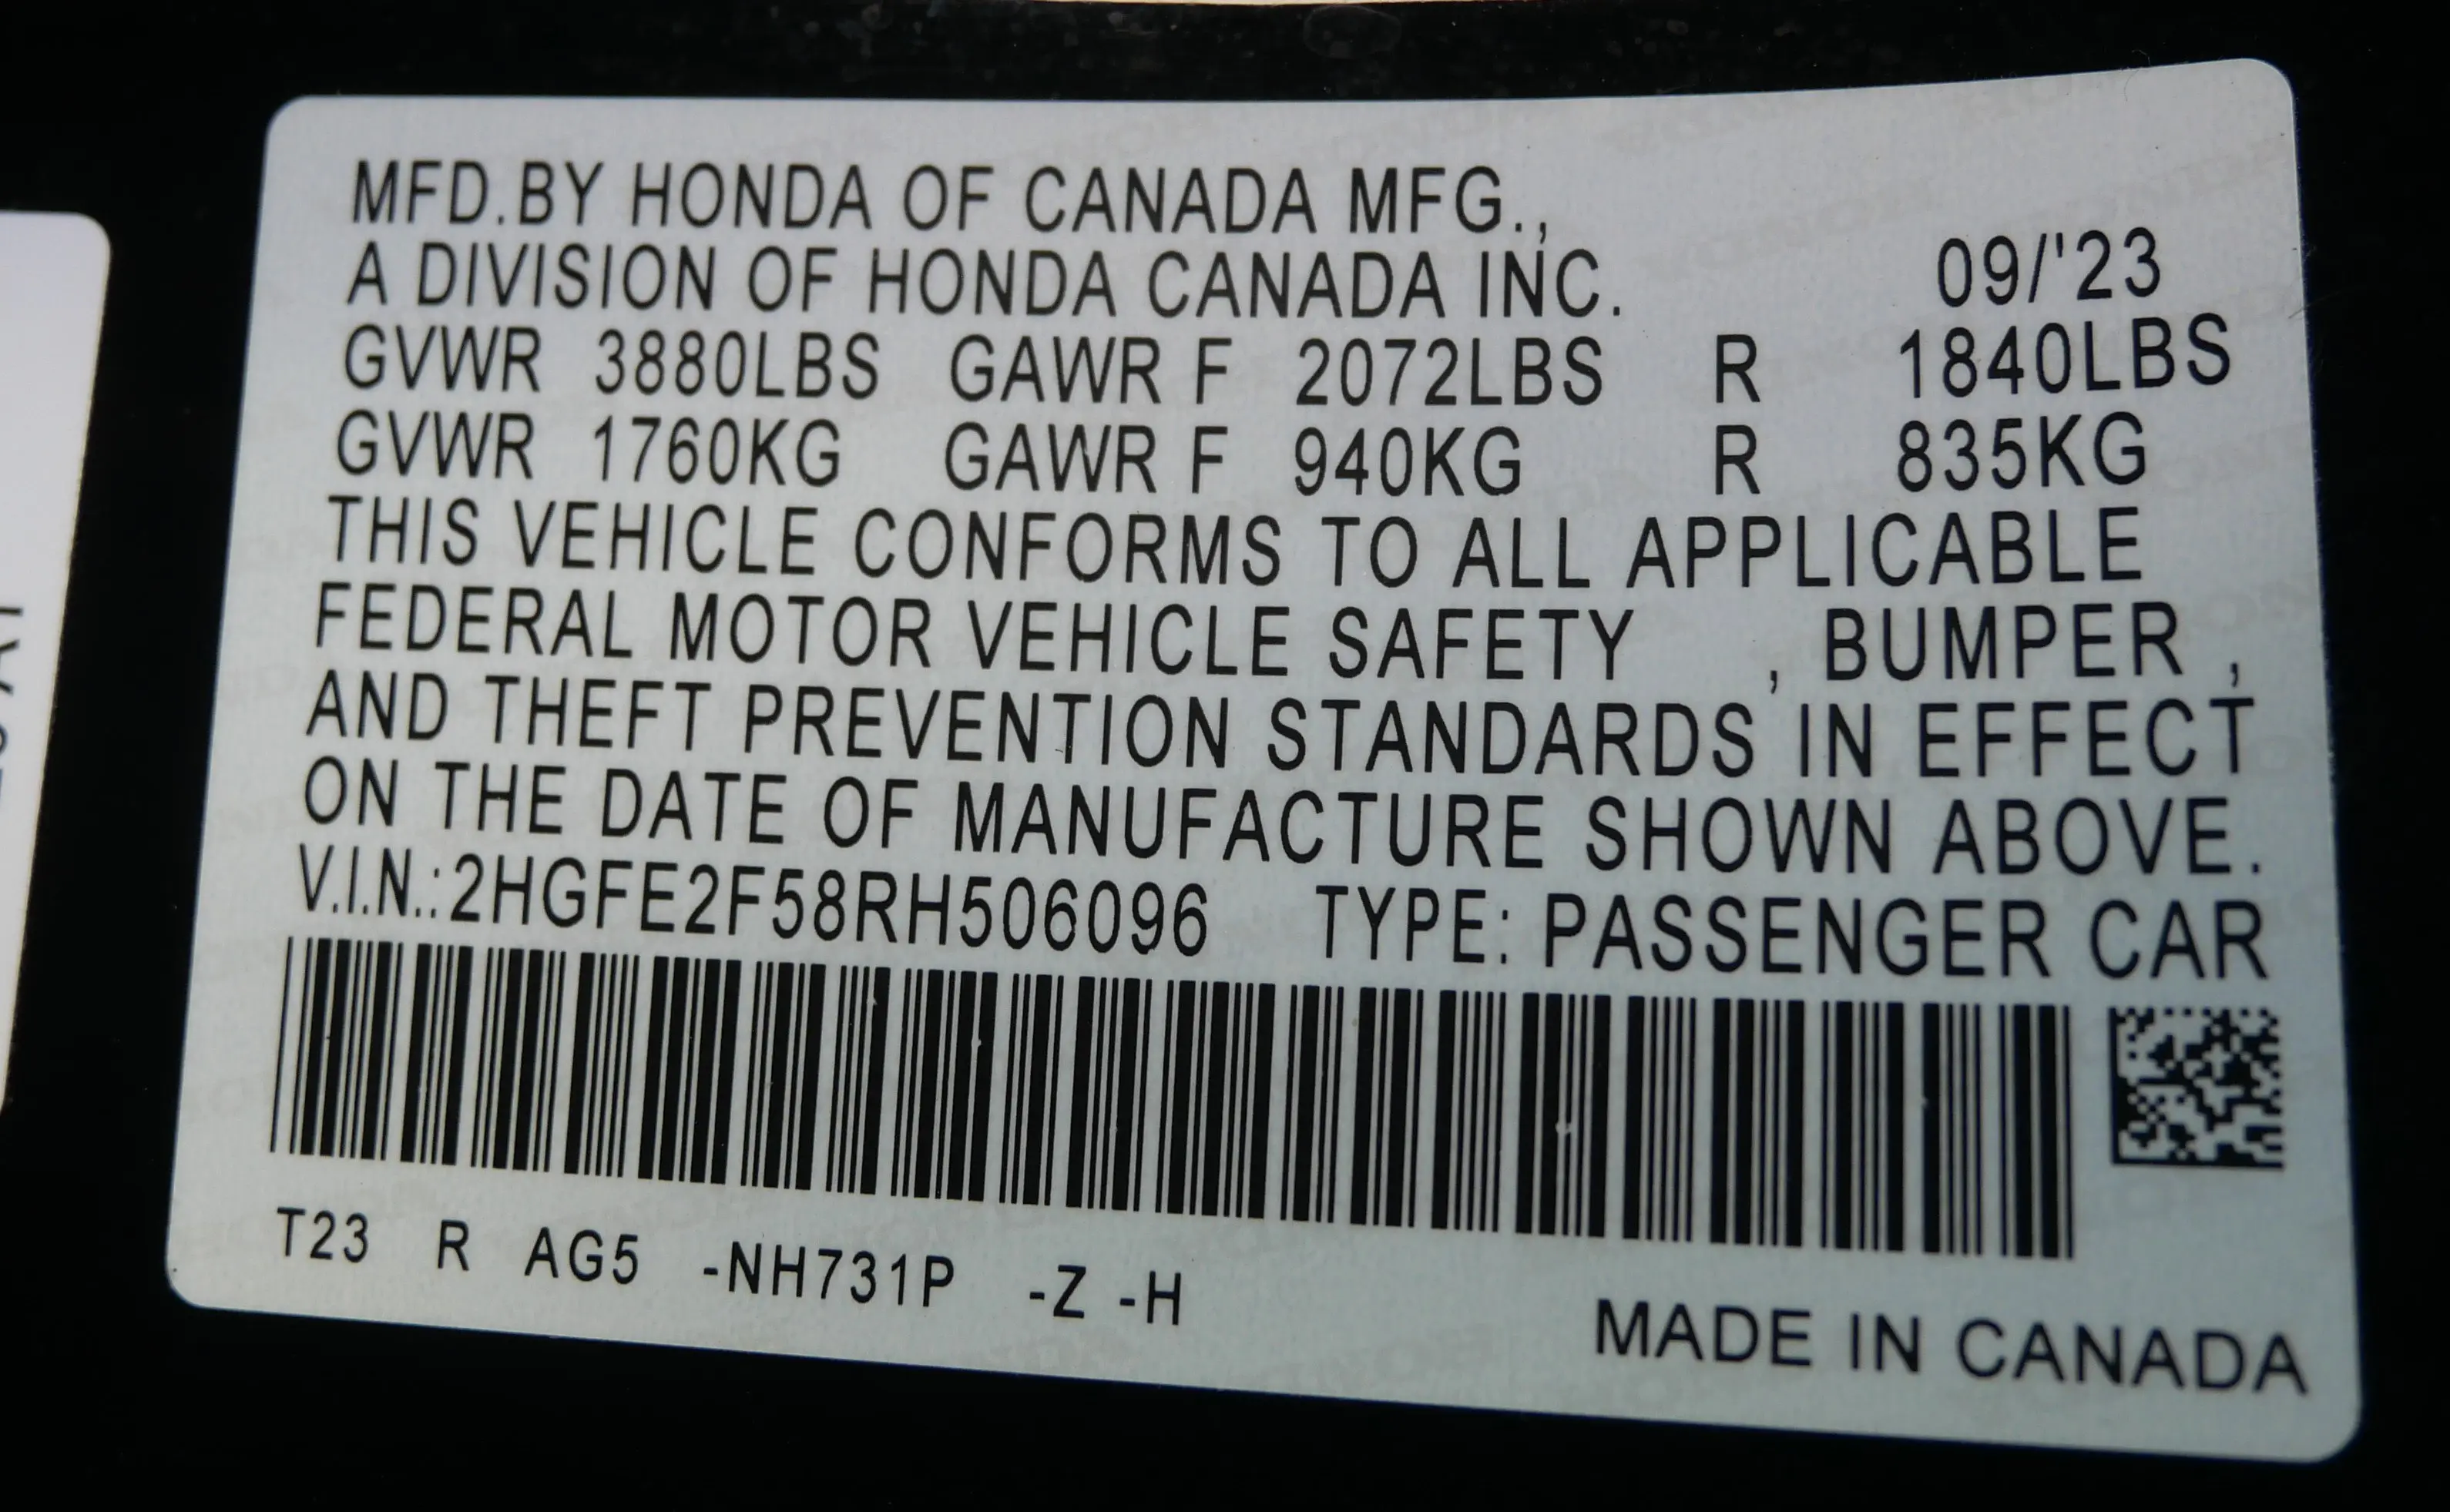 MFD.BY HONDA OF CANADA MFG.,
A DIVISION OF HONDA CANADA INC. 09/'23
GVWR 3880LBS GAWR F 2072LBS R 1840LBS
GVWR 1760KG GAWR F 940KG R 835KG
THIS VEHICLE CONFORMS TO ALL APPLICABLE
FEDERAL MOTOR VEHICLE SAFETY , BUMPER ,
AND THEFT PREVENTION STANDARDS IN EFFECT
ON THE DATE OF MANUFACTURE SHOWN ABOVE.
V.I.N.:2HGFE2F58RH506096 TYPE: PASSENGER CAR
T23 R AG5 -NH731P -Z -H
MADE IN CANADA